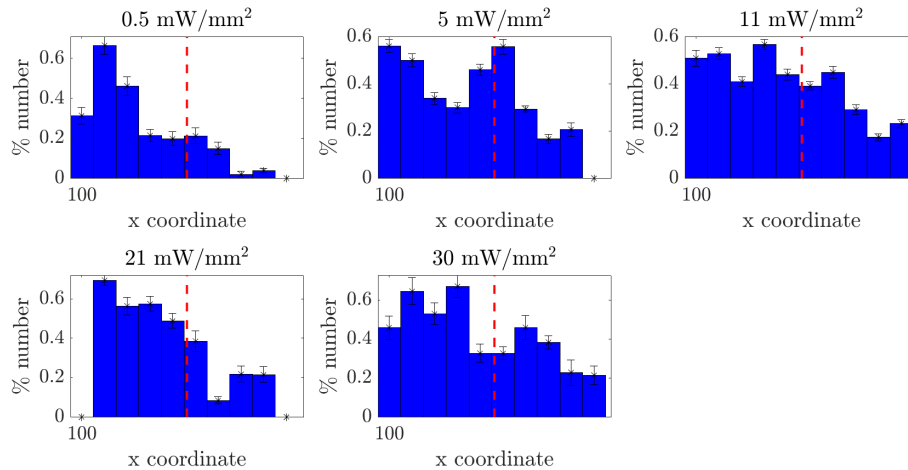 0.5 mW/mm²
% number
0.6
0.4
0.2
0
100
x coordinate
5 mW/mm²
% number
0.6
0.4
0.2
0
100
x coordinate
11 mW/mm²
% number
0.6
0.4
0.2
0
100
x coordinate
21 mW/mm²
% number
0.6
0.4
0.2
0
100
x coordinate
30 mW/mm²
% number
0.6
0.4
0.2
0
100
x coordinate